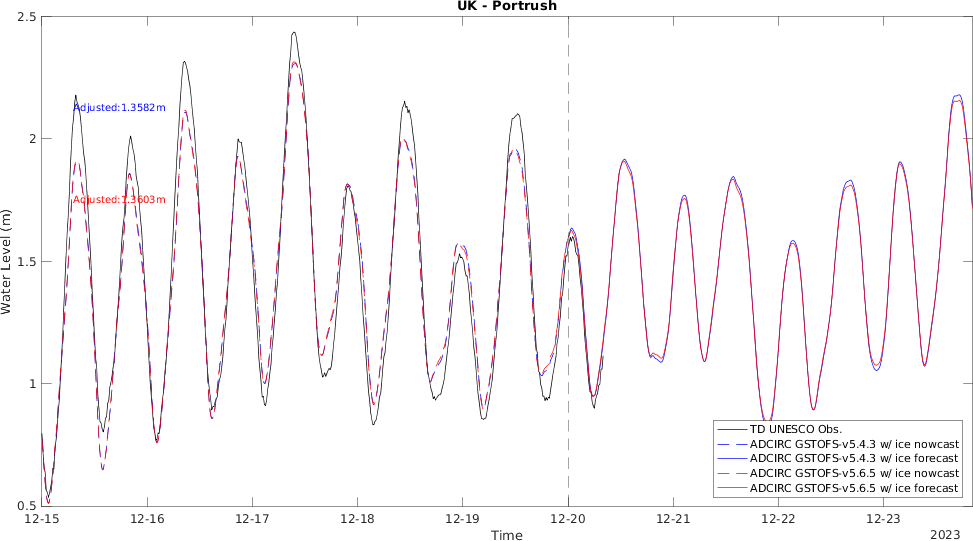 UK - Portrush
2.5
2
1.5
1
0.5
Water Level (m)
Adjusted:1.3582m
Adjusted:1.3603m
TD UNESCO Obs.
ADCIRC GSTOFS-v5.4.3 w/ ice nowcast
ADCIRC GSTOFS-v5.4.3 w/ ice forecast
ADCIRC GSTOFS-v5.6.5 w/ ice nowcast
ADCIRC GSTOFS-v5.6.5 w/ ice forecast
12-15 12-16 12-17 12-18 12-19 12-20 12-21 12-22 12-23
Time
2023